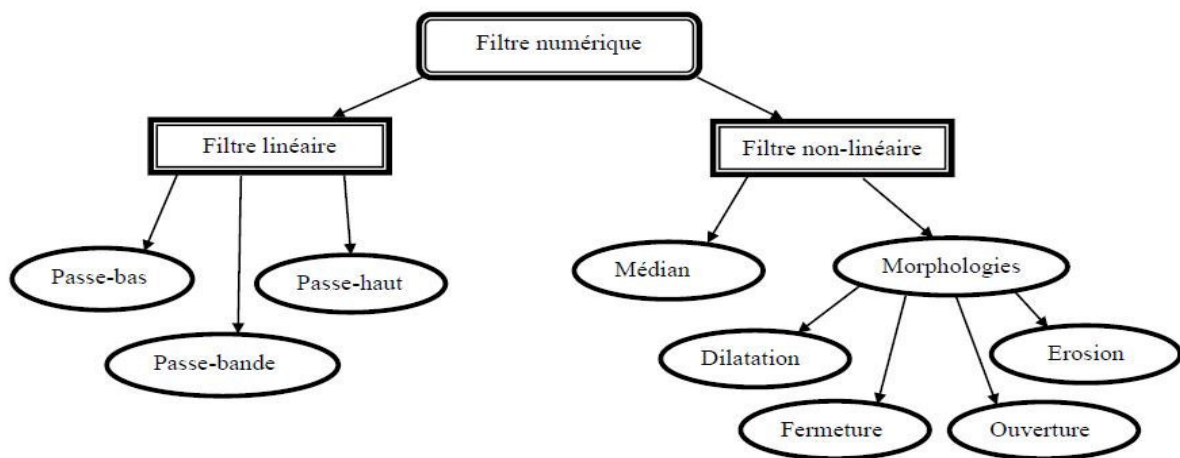 Filtre numérique
Filtre linéaire
Filtre non-linéaire
Passe-bas
Passe-haut
Médian
Morphologies
Passe-bande
Dilatation
Erosion
Fermeture
Ouverture